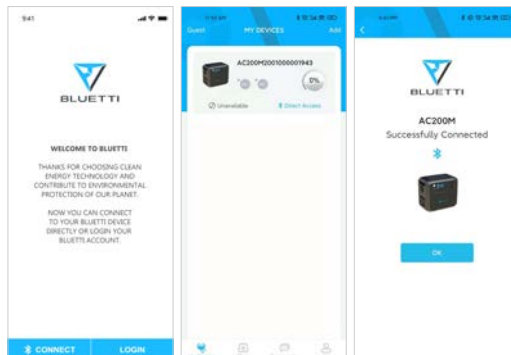 9:41
BLUETTI
WELCOME TO BLUETTI
THANKS FOR CHOOSING CLEAN
ENERGY TECHNOLOGY AND
CONTRIBUTE TO ENVIRONMENTAL
PROTECTION OF OUR PLANET.
NOW YOU CAN CONNECT
TO YOUR BLUETTI DEVICE
DIRECTLY OR LOGIN YOUR
BLUETTI ACCOUNT.
CONNECT
LOGIN
Guest
MY DEVICES
Add
AC200M2001000001943
0%
Unavailable
Direct Access
BLUETTI
AC200M
Successfully Connected
OK